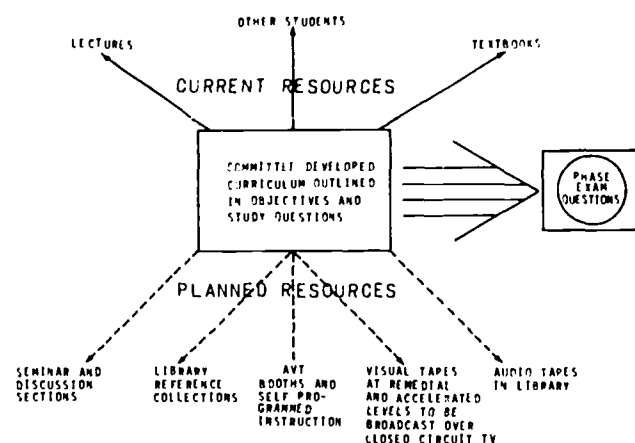 OTHER STUDENTS
LECTURES
TEXTBOOKS
CURRENT RESOURCES
COMMITTEE DEVELOPED
CURRICULUM OUTLINED
IN OBJECTIVES AND
STUDY QUESTIONS
PHASE
EXAM
QUESTIONS
PLANNED RESOURCES
SEMINAR AND
DISCUSSION
SECTIONS
LIBRARY
REFERENCE
COLLECTIONS
AVT
BOOTHS AND
SELF PRO-
GRAMMED
INSTRUCTION
VISUAL TAPES
AT REMEDIAL
AND ACCELERATED
LEVELS TO BE
BROADCAST OVER
CLOSED CIRCUIT TV
AUDIO TAPES
IN LIBRARY